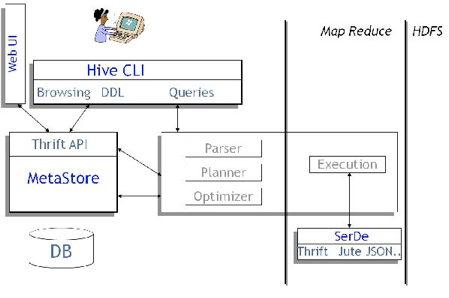 Web UI
Map Reduce
HDFS
Hive CLI
Browsing DDL Queries
Thrift API
MetaStore
Parser
Planner
Optimizer
Execution
SerDe
Thrift Jute JSON..
DB